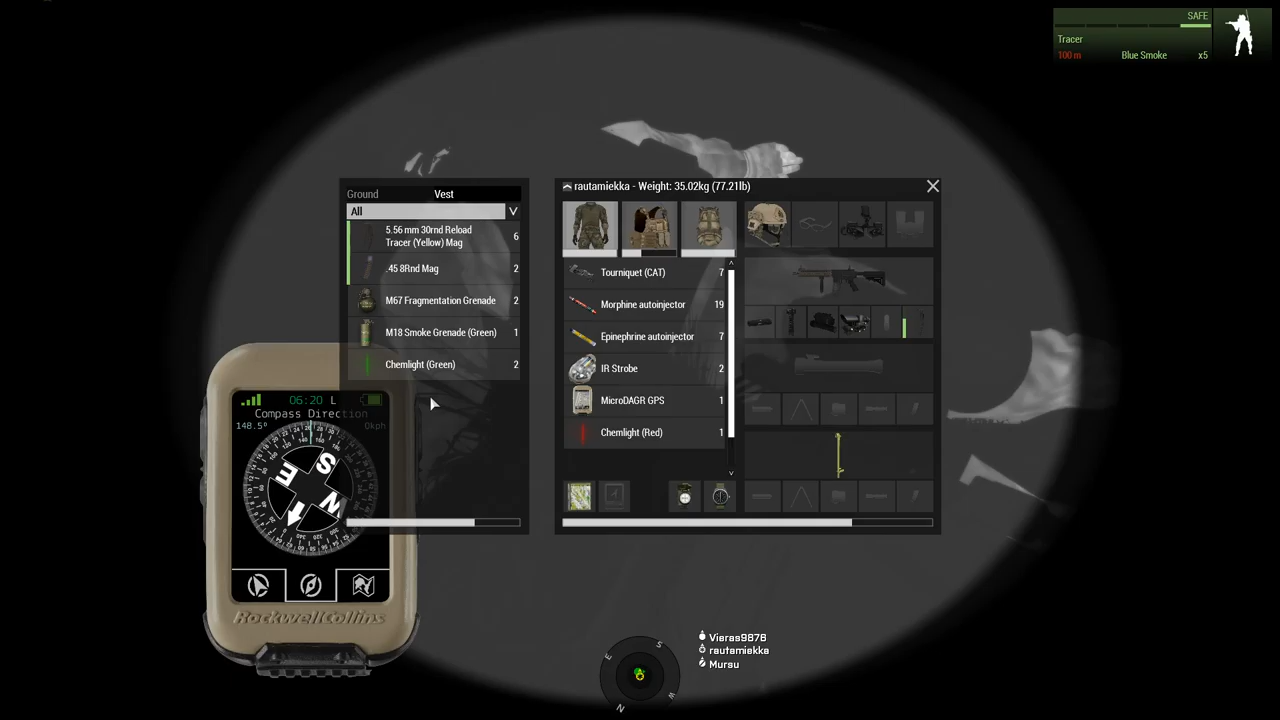 SAFE
Tracer
100 m Blue Smoke x5
Ground Vest
All
5.56 mm 30rnd Reload
Tracer (Yellow) Mag 6
.45 8Rnd Mag 2
M67 Fragmentation Grenade 2
M18 Smoke Grenade (Green) 1
Chemlight (Green) 2
rautamiekka - Weight: 35.02kg (77.21lb)
Tourniquet (CAT) 7
Morphine autoinjector 19
Epinephrine autoinjector 7
IR Strobe 2
MicroDAGR GPS 1
Chemlight (Red) 1
06:20 L
Compass Direction
148.5° 0kph
S
E
W
RockwellCollins
Vieras9876
rautamiekka
Mursu
E S
N W